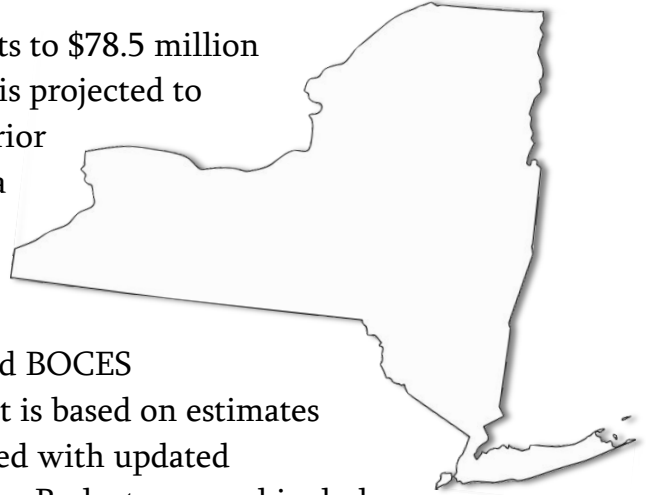 ts to $78.5 million
is projected to
rior
a
d BOCES
t is based on estimates
ed with updated